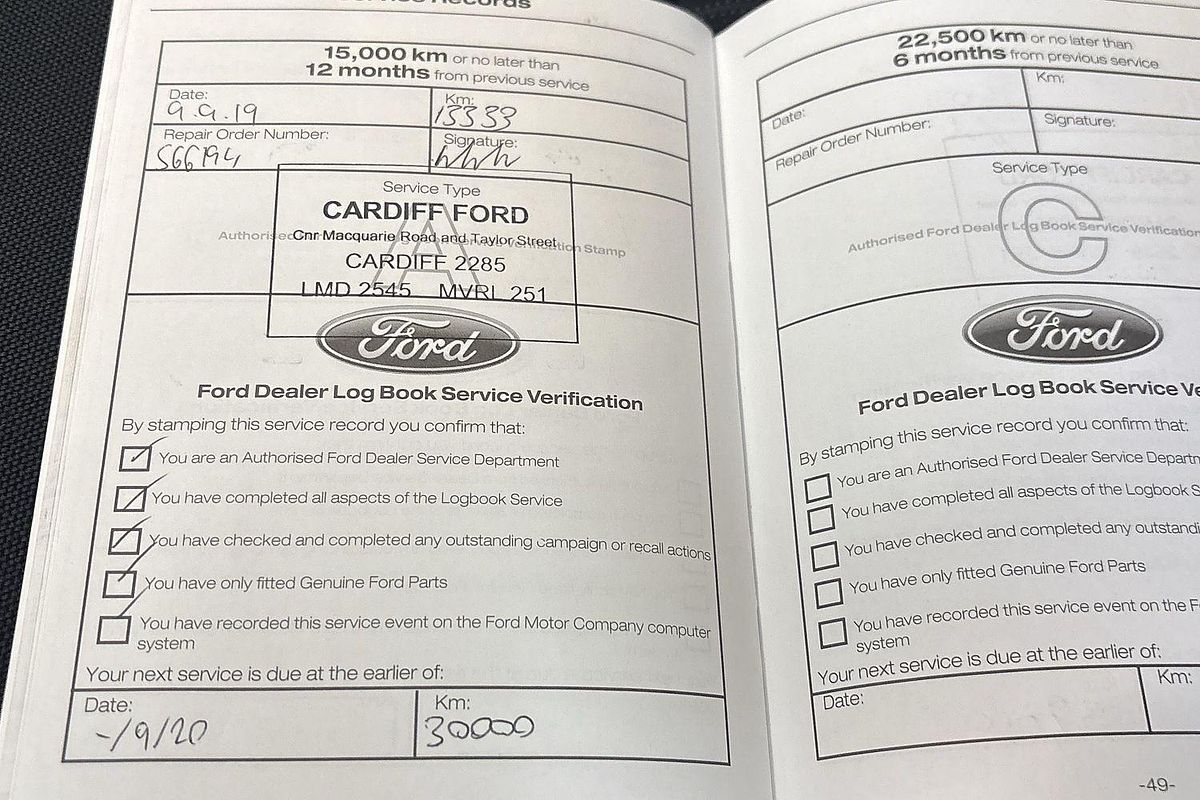 Service Records
15,000 km or no later than
12 months from previous service
Date:
9.9.19
Km:
13333
Repair Order Number:
566194
Signature:
Service Type
A
CARDIFF FORD
Cnr Macquarie Road and Taylor Street
CARDIFF 2285
LMD 2545 MVRL 251
Ford
Ford Dealer Log Book Service Verification
By stamping this service record you confirm that:
You are an Authorised Ford Dealer Service Department
You have completed all aspects of the Logbook Service
You have checked and completed any outstanding campaign or recall actions
You have only fitted Genuine Ford Parts
You have recorded this service event on the Ford Motor Company computer
system
Your next service is due at the earlier of:
Date:
-/9/20
Km:
30000
22,500 km or no later than
6 months from previous service
Date:
Km:
Repair Order Number:
Signature:
Service Type
C
Authorised Ford Dealer Log Book Service Verification
Ford
Ford Dealer Log Book Service Ve
By stamping this service record you confirm that:
You are an Authorised Ford Dealer Service Departm
You have completed all aspects of the Logbook S
You have checked and completed any outstandi
You have only fitted Genuine Ford Parts
You have recorded this service event on the F
system
Your next service is due at the earlier of:
Date:
Km:
-49-